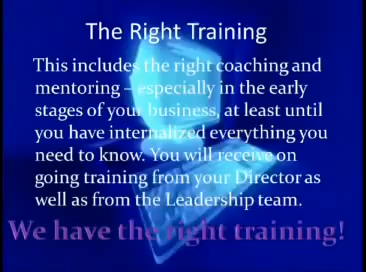 The Right Training
This includes the right coaching and
mentoring – especially in the early
stages of your business, at least until
you have internalized everything you
need to know. You will receive on
going training from your Director as
well as from the Leadership team.
We have the right training!